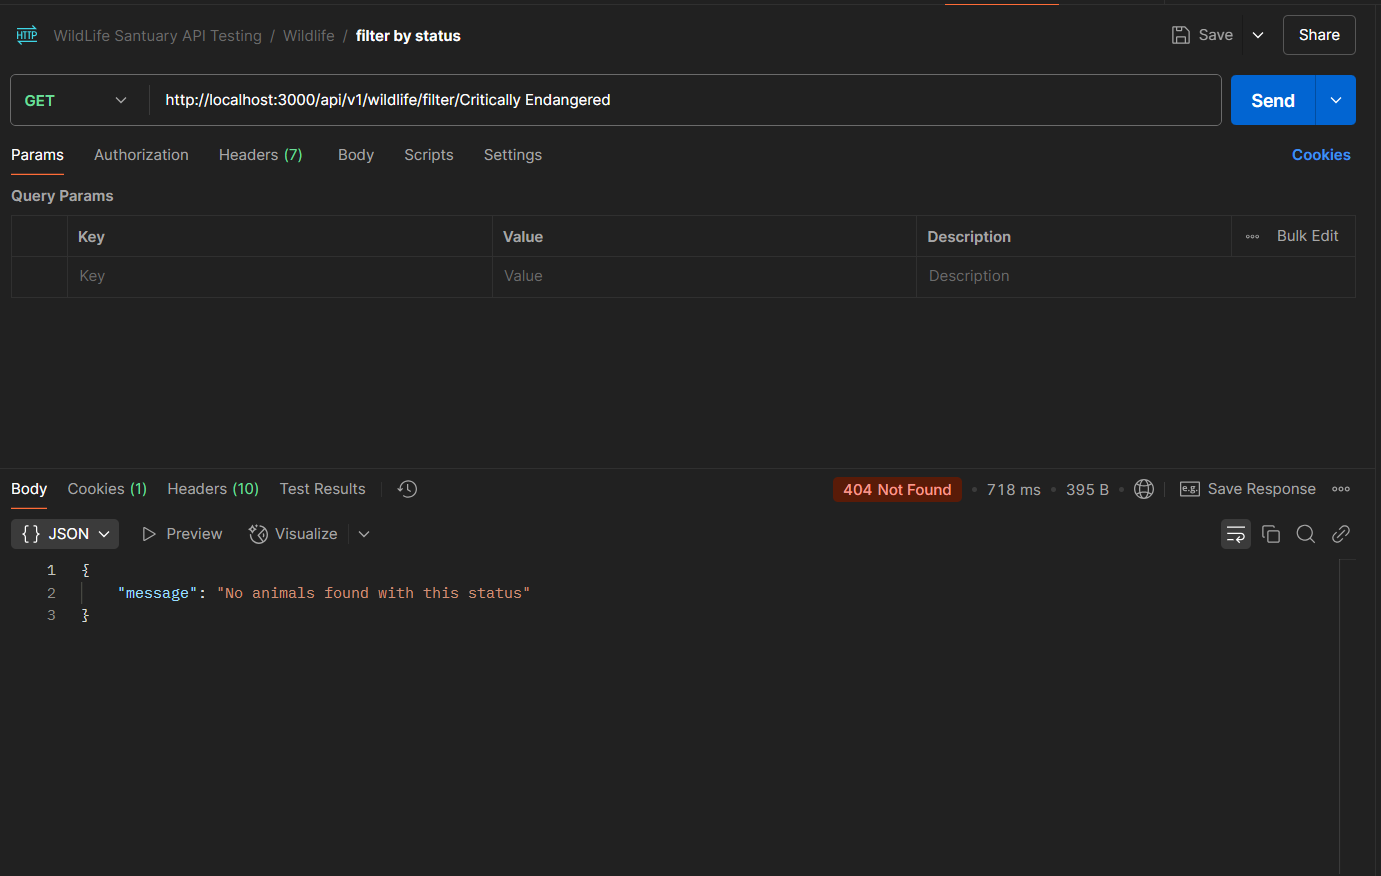 HTTP WildLife Santuary API Testing / Wildlife / filter by status Save Share
GET http://localhost:3000/api/v1/wildlife/filter/Critically Endangered Send
Params Authorization Headers (7) Body Scripts Settings Cookies
Query Params
Key Value Description Bulk Edit
Key Value Description
Body Cookies (1) Headers (10) Test Results 404 Not Found 718 ms 395 B e.g. Save Response
{} JSON Preview Visualize
1 {
2 "message": "No animals found with this status"
3 }